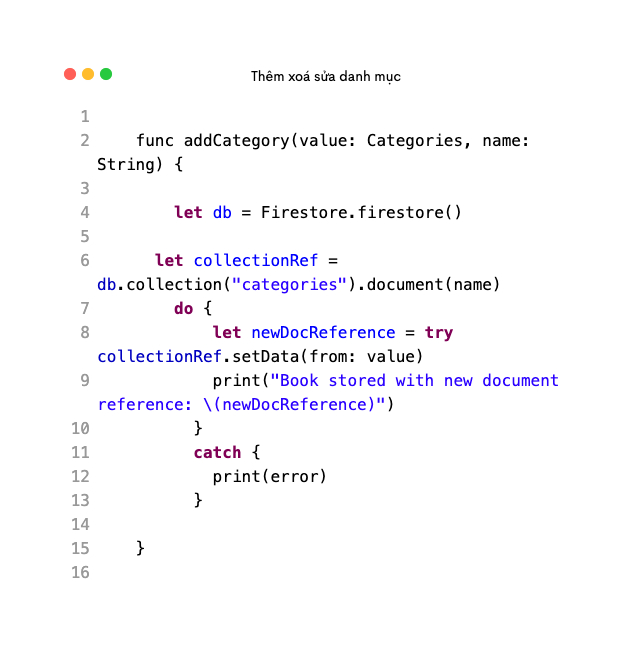 Thêm xoá sửa danh mục
1
2     func addCategory(value: Categories, name:
String) {
3
4         let db = Firestore.firestore()
5
6       let collectionRef =
db.collection("categories").document(name)
7         do {
8             let newDocReference = try
collectionRef.setData(from: value)
9             print("Book stored with new document
reference: \(newDocReference)")
10           }
11           catch {
12             print(error)
13           }
14
15     }
16